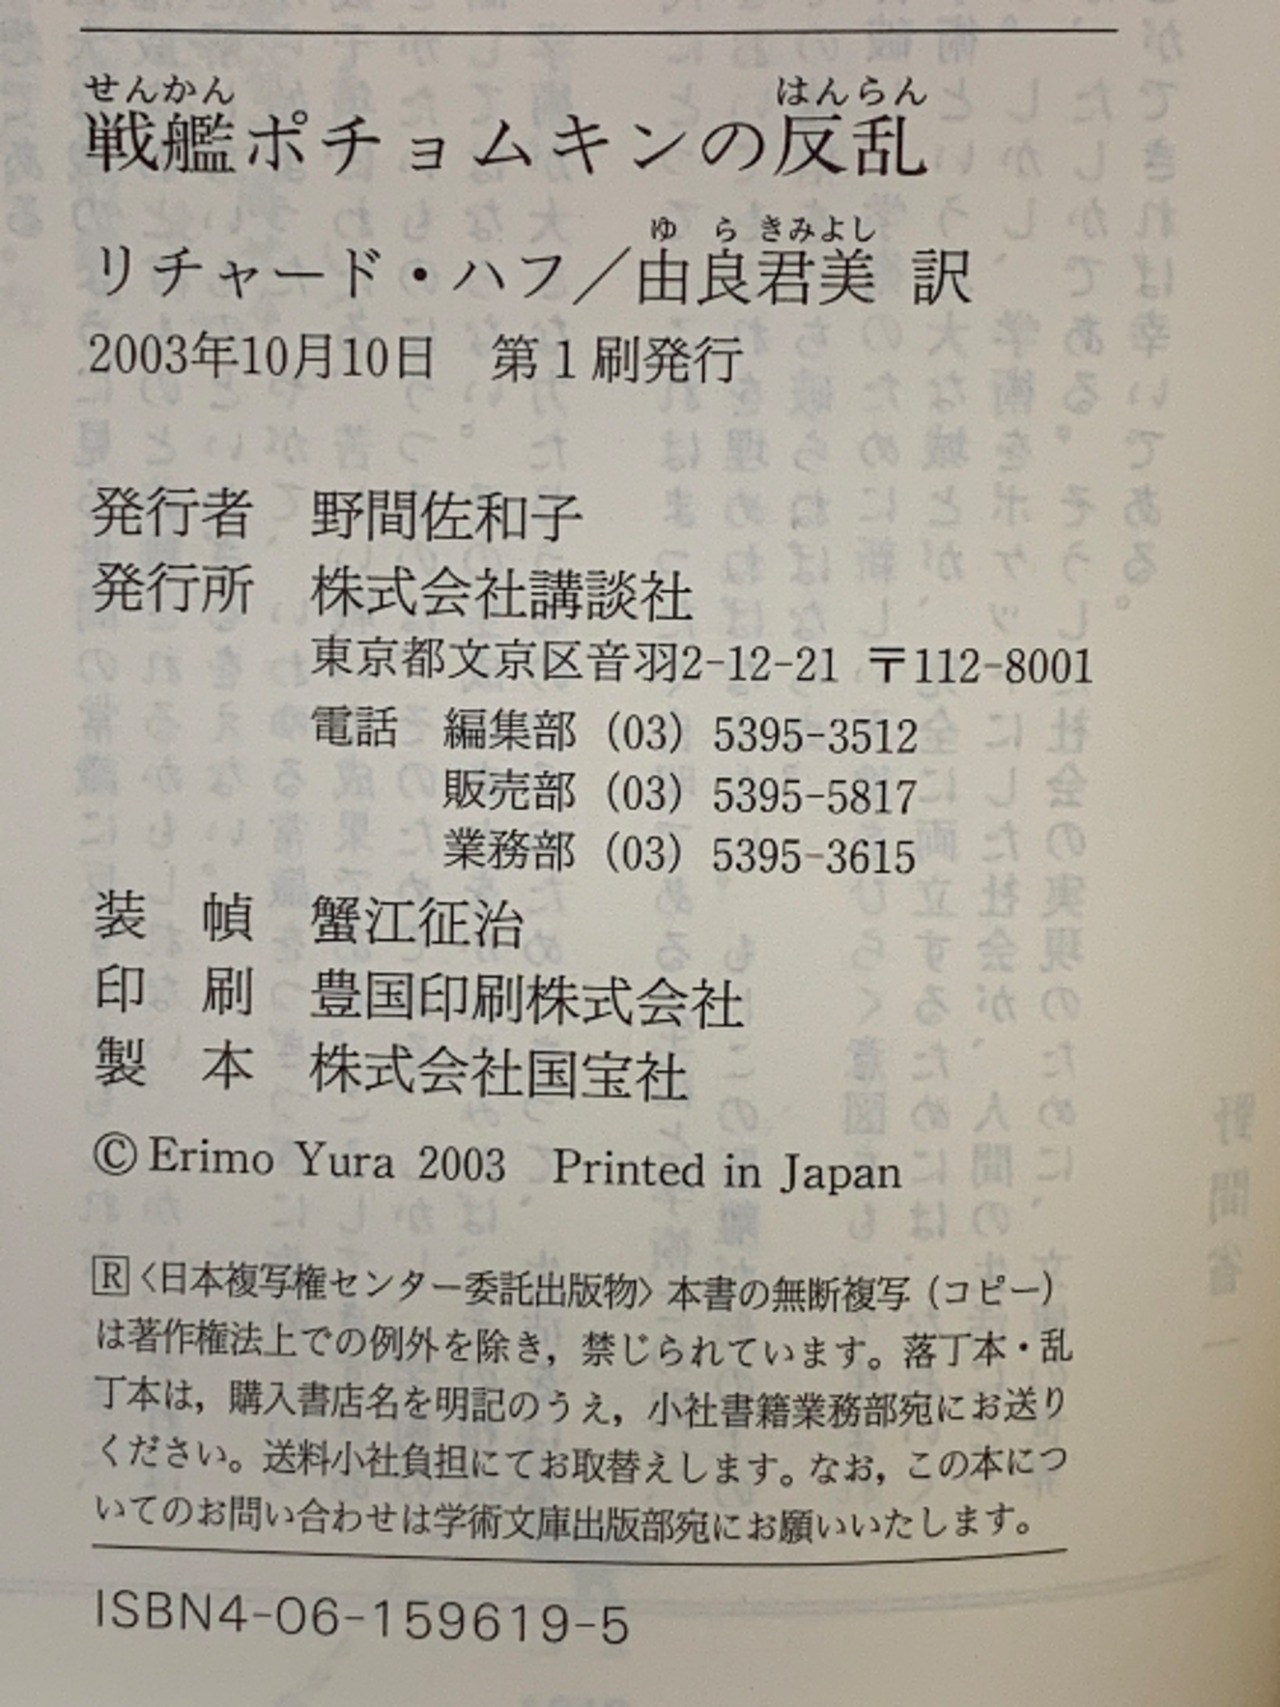 せんかん はんらん
戦艦ポチョムキンの反乱
ゆ ら きみよし
リチャード・ハフ／由良君美 訳
2003年10月10日 第1刷発行
発行者 野間佐和子
発行所 株式会社講談社
東京都文京区音羽2-12-21 〒112-8001
電話 編集部 (03) 5395-3512
販売部 (03) 5395-5817
業務部 (03) 5395-3615
装 幀 蟹江征治
印 刷 豊国印刷株式会社
製 本 株式会社国宝社
©Erimo Yura 2003 Printed in Japan
R〈日本複写権センター委託出版物〉本書の無断複写(コピー)
は著作権法上での例外を除き，禁じられています。落丁本・乱
丁本は，購入書店名を明記のうえ，小社書籍業務部宛にお送り
ください。送料小社負担にてお取替えします。なお，この本につ
いてのお問い合わせは学術文庫出版部宛にお願いいたします。
ISBN4-06-159619-5